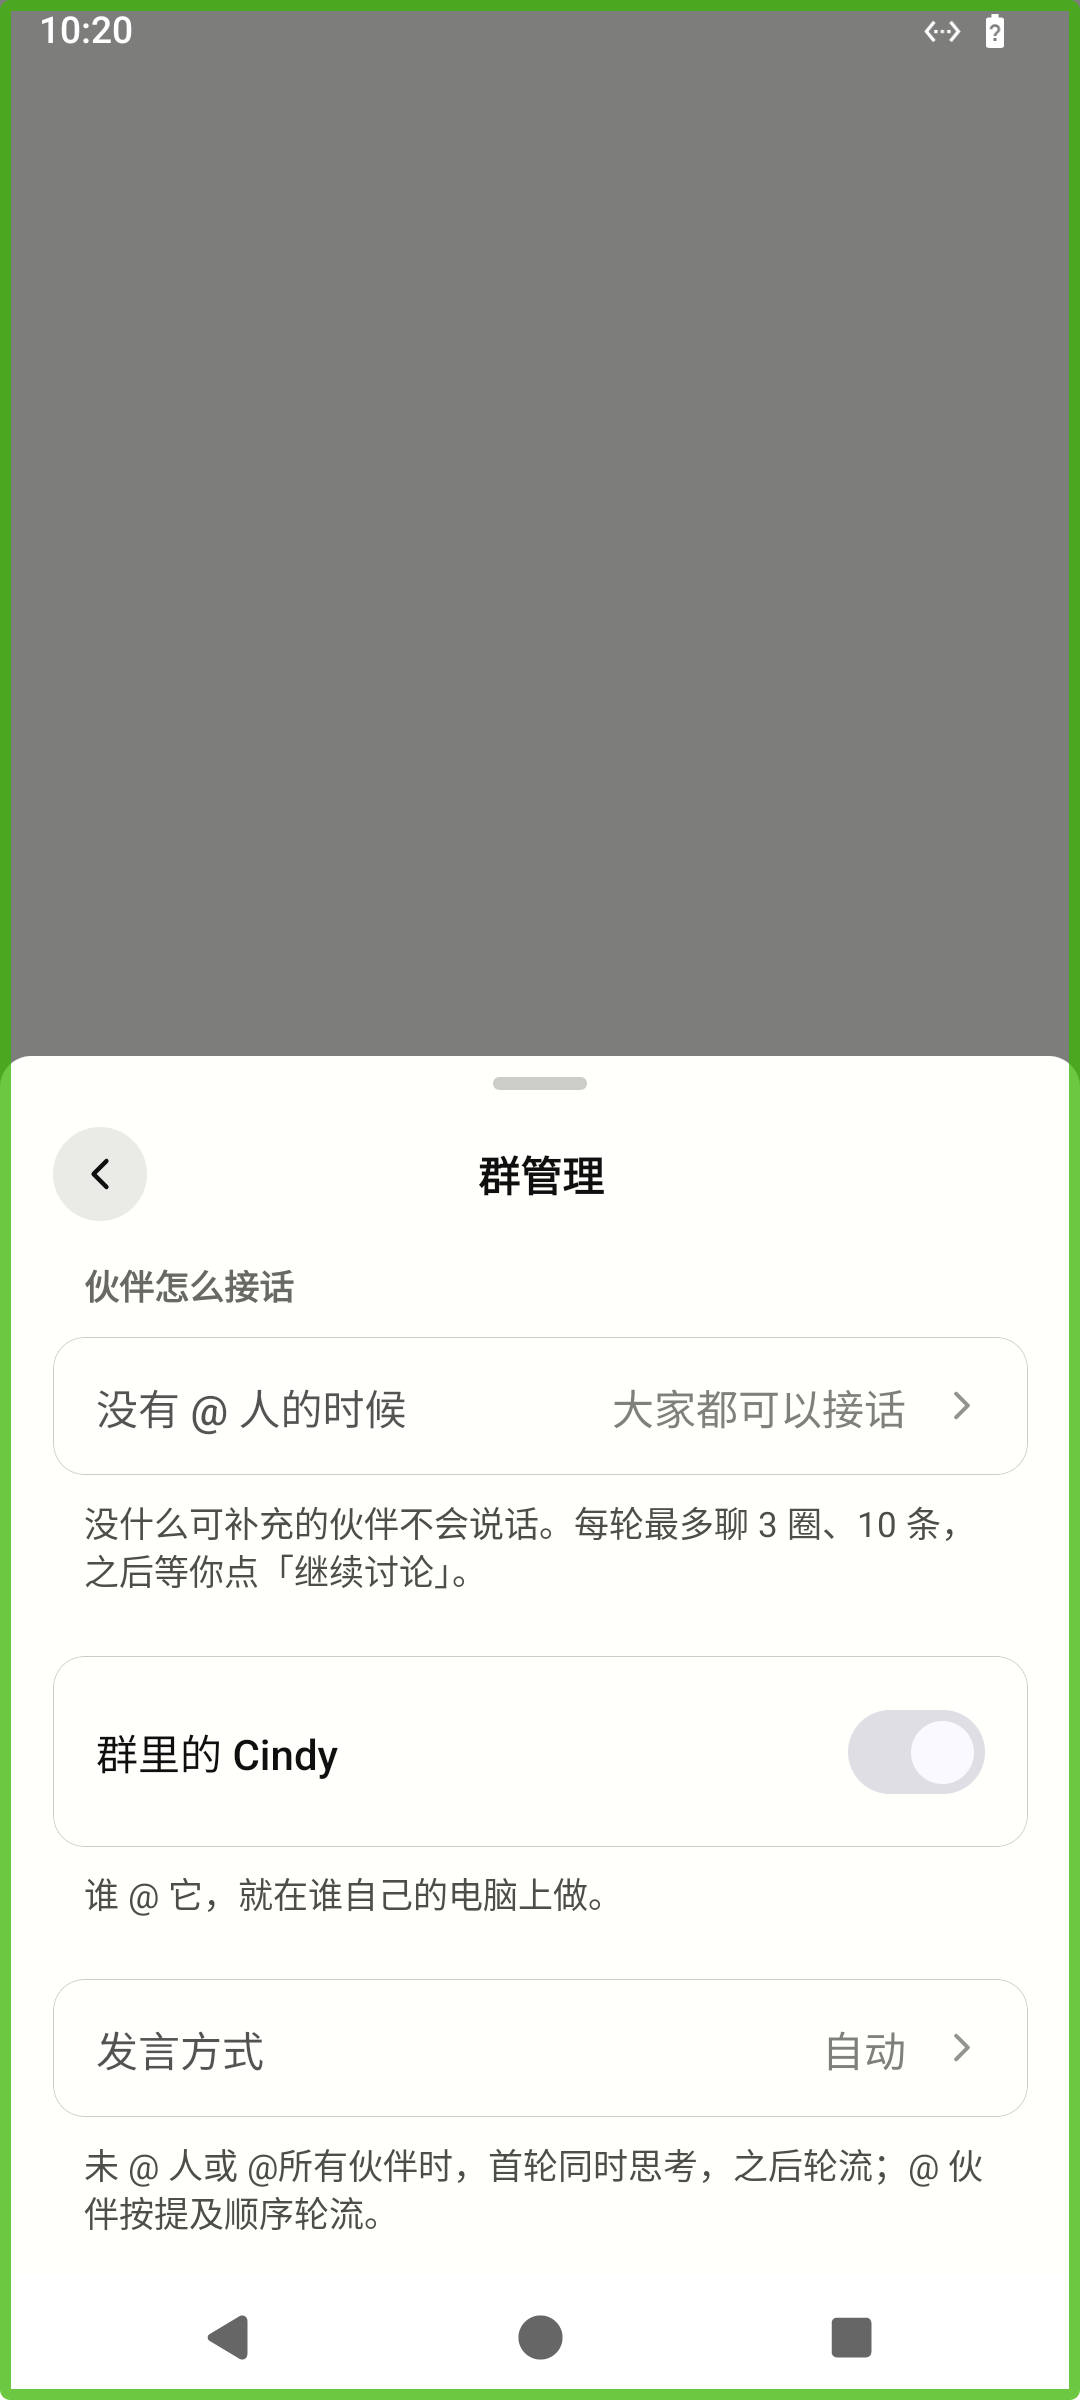 10:20
群管理
伙伴怎么接话
没有 @ 人的时候 大家都可以接话
没什么可补充的伙伴不会说话。每轮最多聊 3 圈、10 条，
之后等你点「继续讨论」。
群里的 Cindy
谁 @ 它，就在谁自己的电脑上做。
发言方式 自动
未 @ 人或 @所有伙伴时，首轮同时思考，之后轮流；@ 伙
伴按提及顺序轮流。